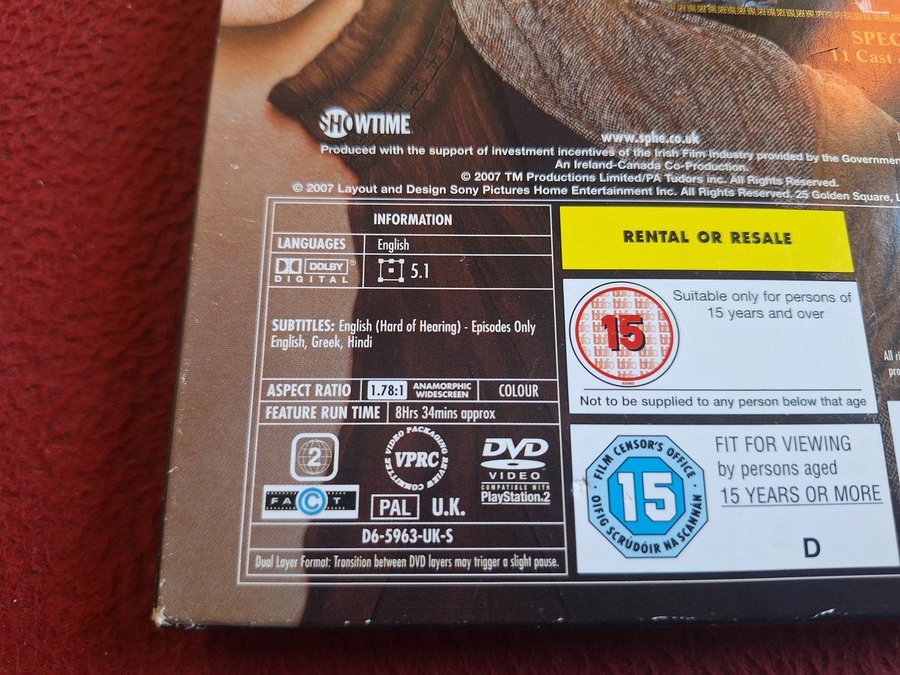 SPEC
11 Cast
SHOWTIME
www.sphe.co.uk
Produced with the support of investment incentives of the Irish Film Industry provided by the Governmen
An Ireland-Canada Co-Production
© 2007 TM Productions Limited/PA Tudors inc. All Rights Reserved.
© 2007 Layout and Design Sony Pictures Home Entertainment Inc. All Rights Reserved. 25 Golden Square, L
INFORMATION
LANGUAGES English
DOLBY DIGITAL 5.1
SUBTITLES: English (Hard of Hearing) - Episodes Only
English, Greek, Hindi
ASPECT RATIO 1.78:1 ANAMORPHIC WIDESCREEN COLOUR
FEATURE RUN TIME 8Hrs 34mins approx
2
VIDEO PACKAGING REVIEW COMMITTEE
VPRC
DVD
VIDEO
COMPATIBLE WITH
PlayStation.2
FACT
PAL U.K.
D6-5963-UK-S
Dual Layer Format: Transition between DVD layers may trigger a slight pause.
RENTAL OR RESALE
15
Suitable only for persons of
15 years and over
Not to be supplied to any person below that age
FILM CENSOR'S OFFICE
15
OIFIG SCRÚDÓIR NA SCANNÁN
FIT FOR VIEWING
by persons aged
15 YEARS OR MORE
D
All ri
pro